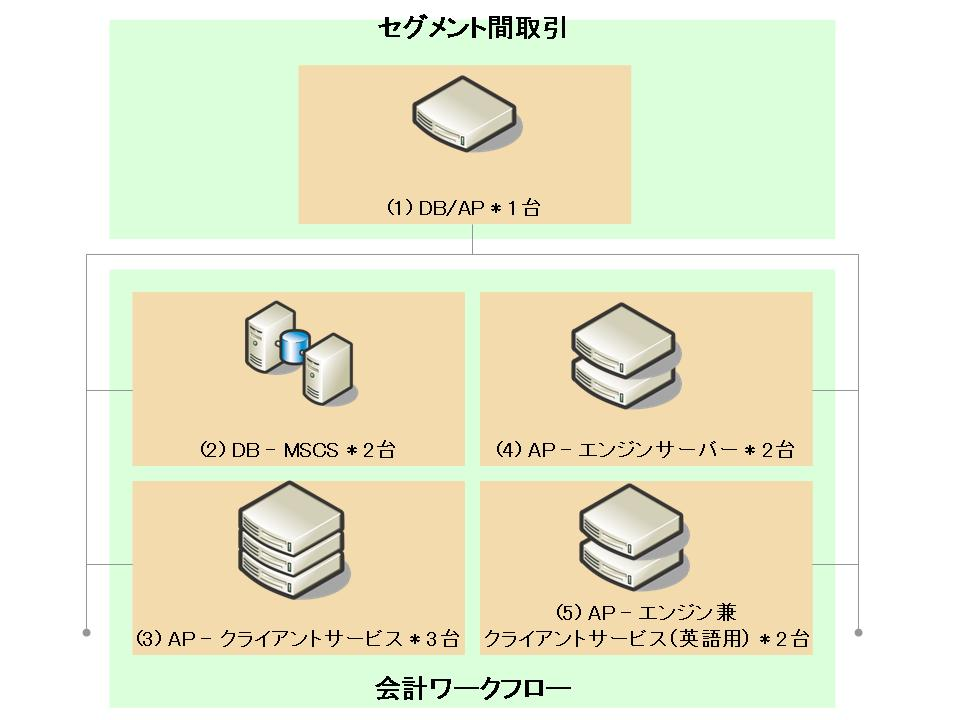 セグメント間取引
(1) DB/AP * 1台
(2) DB - MSCS * 2台
(4) AP - エンジンサーバー * 2台
(3) AP - クライアントサービス * 3台
(5) AP - エンジン兼
クライアントサービス(英語用) * 2台
会計ワークフロー